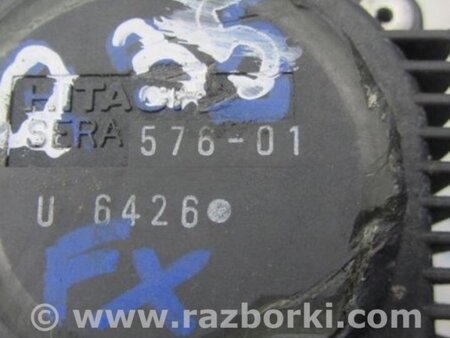 HITACHI
SERA 576-01
U 6426
FX
© www.razborki.com